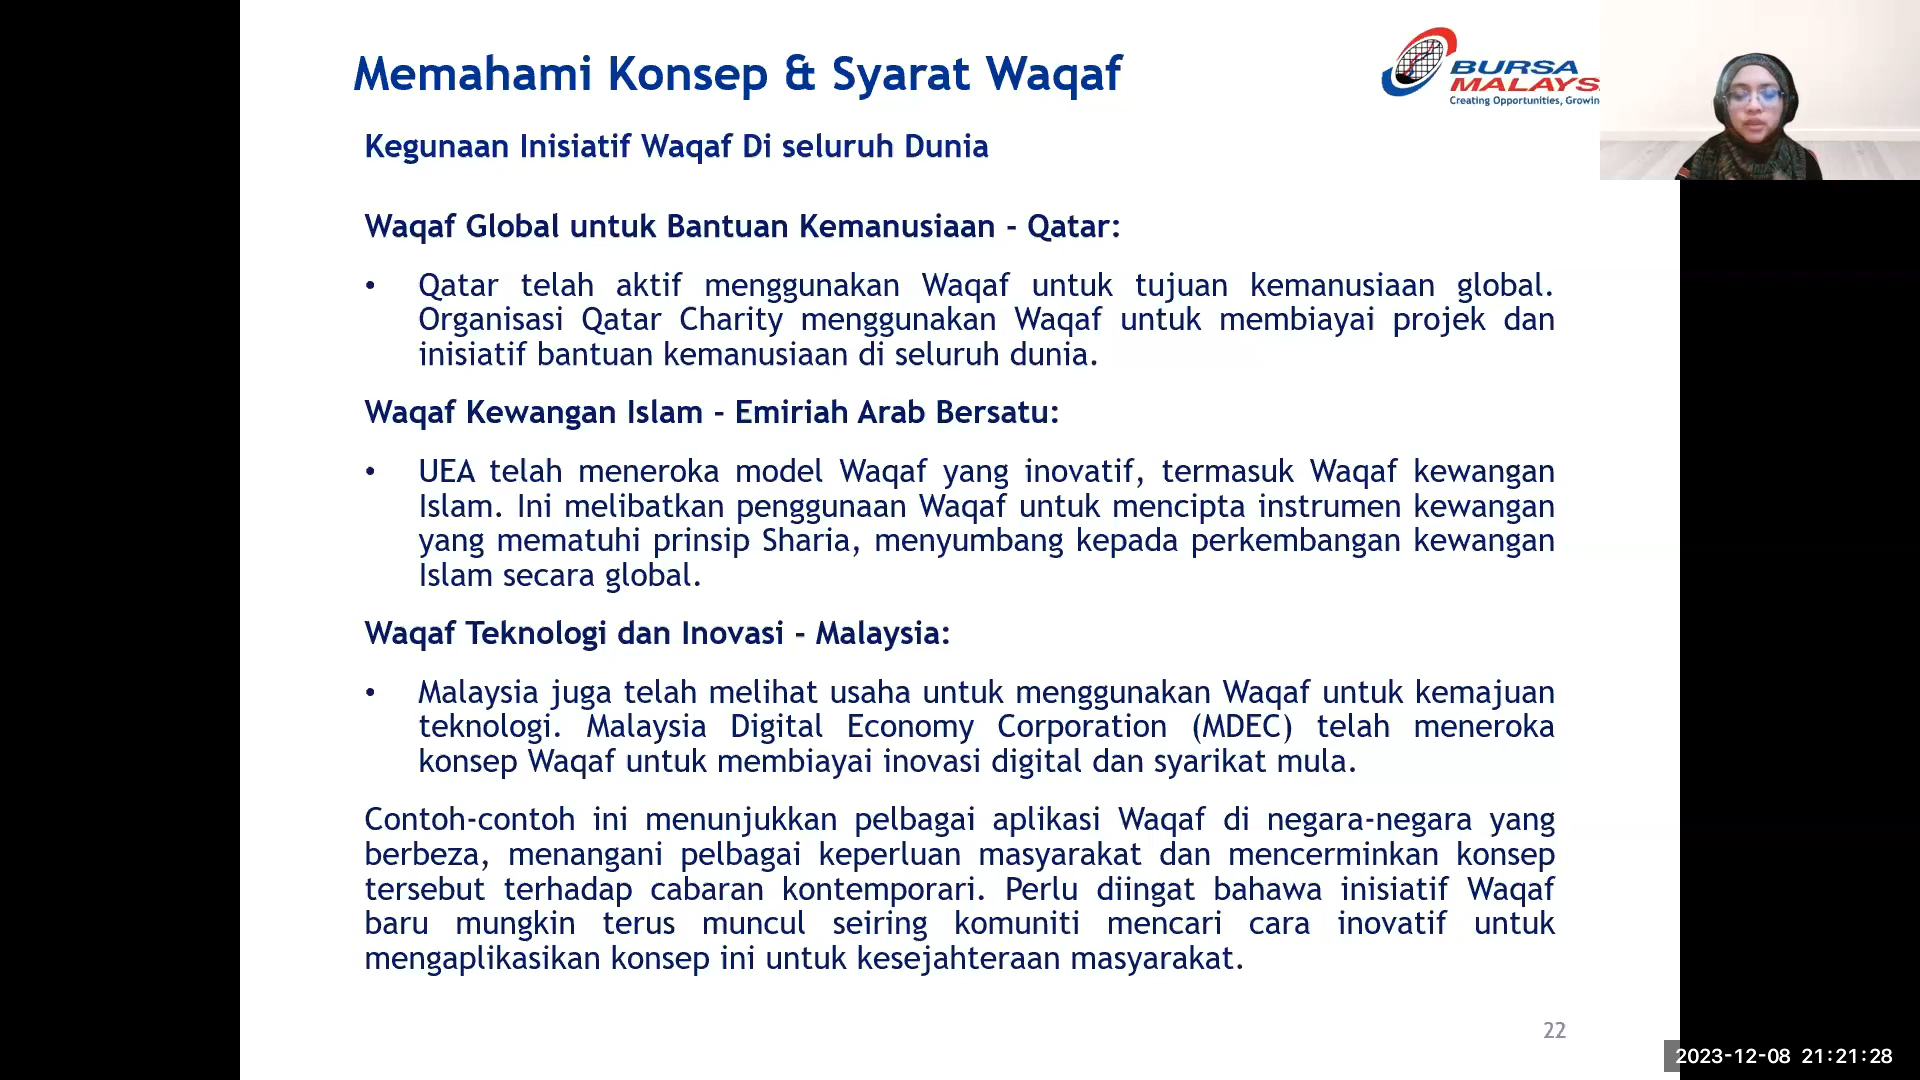 Memahami Konsep & Syarat Waqaf
BURSA
MALAYS
Creating Opportunities, Growin
Kegunaan Inisiatif Waqaf Di seluruh Dunia
Waqaf Global untuk Bantuan Kemanusiaan - Qatar:
• Qatar telah aktif menggunakan Waqaf untuk tujuan kemanusiaan global.
Organisasi Qatar Charity menggunakan Waqaf untuk membiayai projek dan
inisiatif bantuan kemanusiaan di seluruh dunia.
Waqaf Kewangan Islam - Emiriah Arab Bersatu:
• UEA telah meneroka model Waqaf yang inovatif, termasuk Waqaf kewangan
Islam. Ini melibatkan penggunaan Waqaf untuk mencipta instrumen kewangan
yang mematuhi prinsip Sharia, menyumbang kepada perkembangan kewangan
Islam secara global.
Waqaf Teknologi dan Inovasi - Malaysia:
• Malaysia juga telah melihat usaha untuk menggunakan Waqaf untuk kemajuan
teknologi. Malaysia Digital Economy Corporation (MDEC) telah meneroka
konsep Waqaf untuk membiayai inovasi digital dan syarikat mula.
Contoh-contoh ini menunjukkan pelbagai aplikasi Waqaf di negara-negara yang
berbeza, menangani pelbagai keperluan masyarakat dan mencerminkan konsep
tersebut terhadap cabaran kontemporari. Perlu diingat bahawa inisiatif Waqaf
baru mungkin terus muncul seiring komuniti mencari cara inovatif untuk
mengaplikasikan konsep ini untuk kesejahteraan masyarakat.
22
2023-12-08 21:21:28